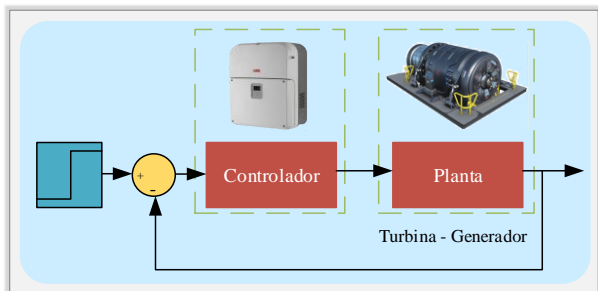 Controlador
Planta
+
-
Turbina - Generador